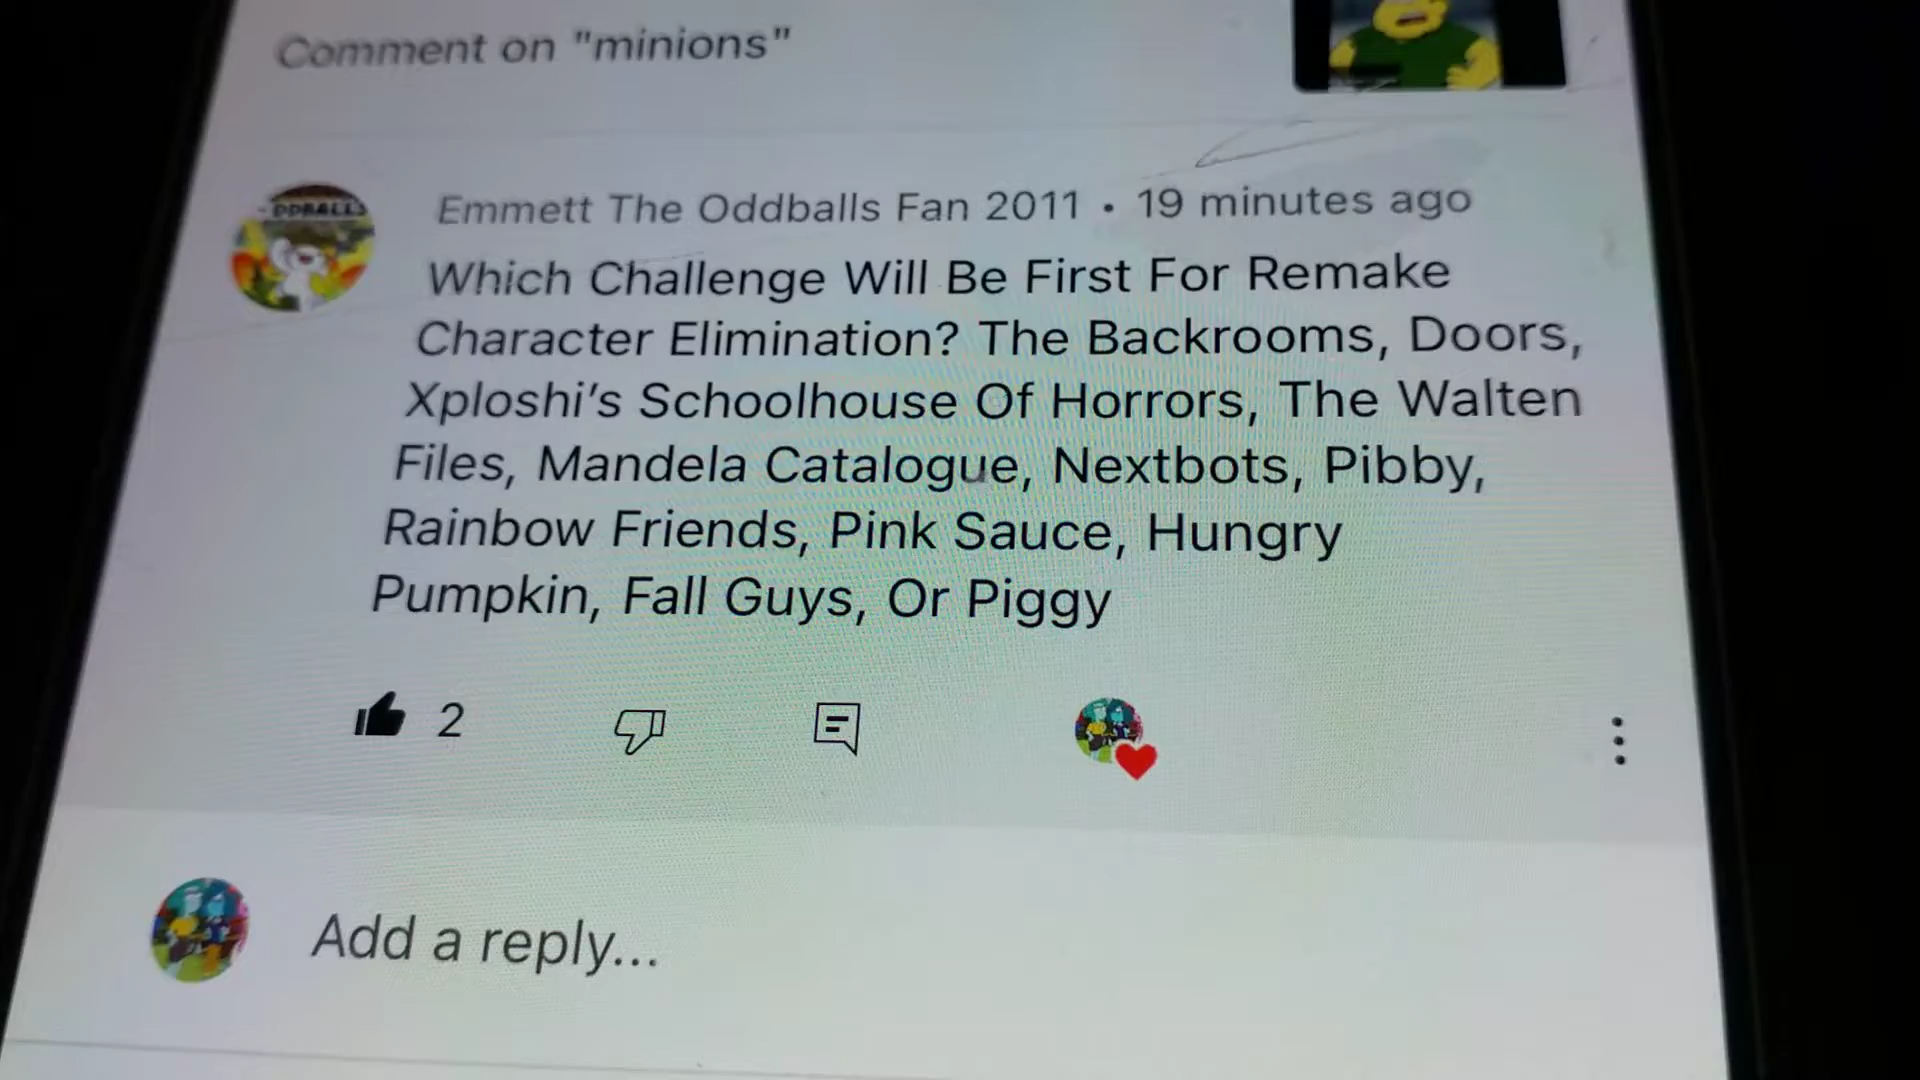 Comment on "minions"
ODDBALLS
Emmett The Oddballs Fan 2011 • 19 minutes ago
Which Challenge Will Be First For Remake
Character Elimination? The Backrooms, Doors,
Xploshi's Schoolhouse Of Horrors, The Walten
Files, Mandela Catalogue, Nextbots, Pibby,
Rainbow Friends, Pink Sauce, Hungry
Pumpkin, Fall Guys, Or Piggy
2
Add a reply...